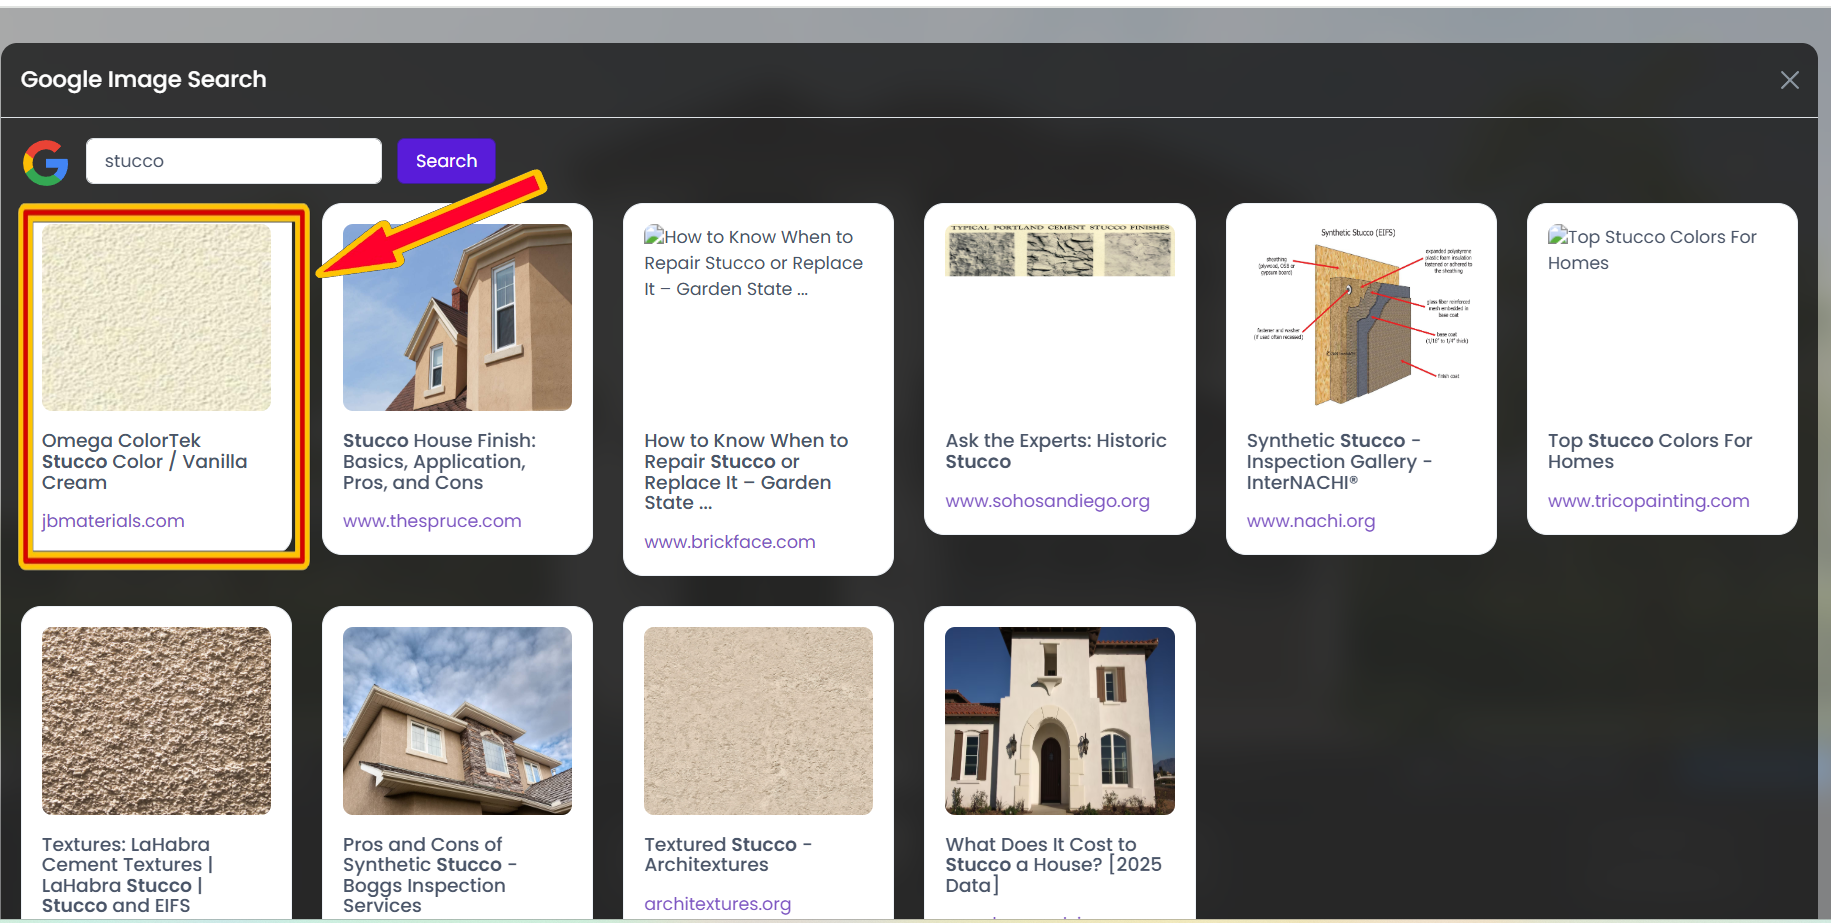 Google Image Search
stucco
Search
Omega ColorTek
Stucco Color / Vanilla
Cream
jbmaterials.com
Stucco House Finish:
Basics, Application,
Pros, and Cons
www.thespruce.com
How to Know When to
Repair Stucco or Replace
It – Garden State ...
How to Know When to
Repair Stucco or
Replace It – Garden
State ...
www.brickface.com
TYPICAL PORTLAND CEMENT STUCCO FINISHES
Ask the Experts: Historic
Stucco
www.sohosandiego.org
Synthetic Stucco (EIFS)
sheathing
(plywood, OSB or
gypsum board)
expanded polystyrene
plastic foam insulation
fastened or adhered to
the sheathing
glass fiber reinforced
mesh embedded in
base coat
fastener and washer
(if used often recessed)
base coat
(1/16" to 1/4" thick)
finish coat
Synthetic Stucco -
Inspection Gallery -
InterNACHI®
www.nachi.org
Top Stucco Colors For
Homes
Top Stucco Colors For
Homes
www.tricopainting.com
Textures: LaHabra
Cement Textures |
LaHabra Stucco |
Stucco and EIFS
Pros and Cons of
Synthetic Stucco -
Boggs Inspection
Services
Textured Stucco -
Architextures
architextures.org
What Does It Cost to
Stucco a House? [2025
Data]